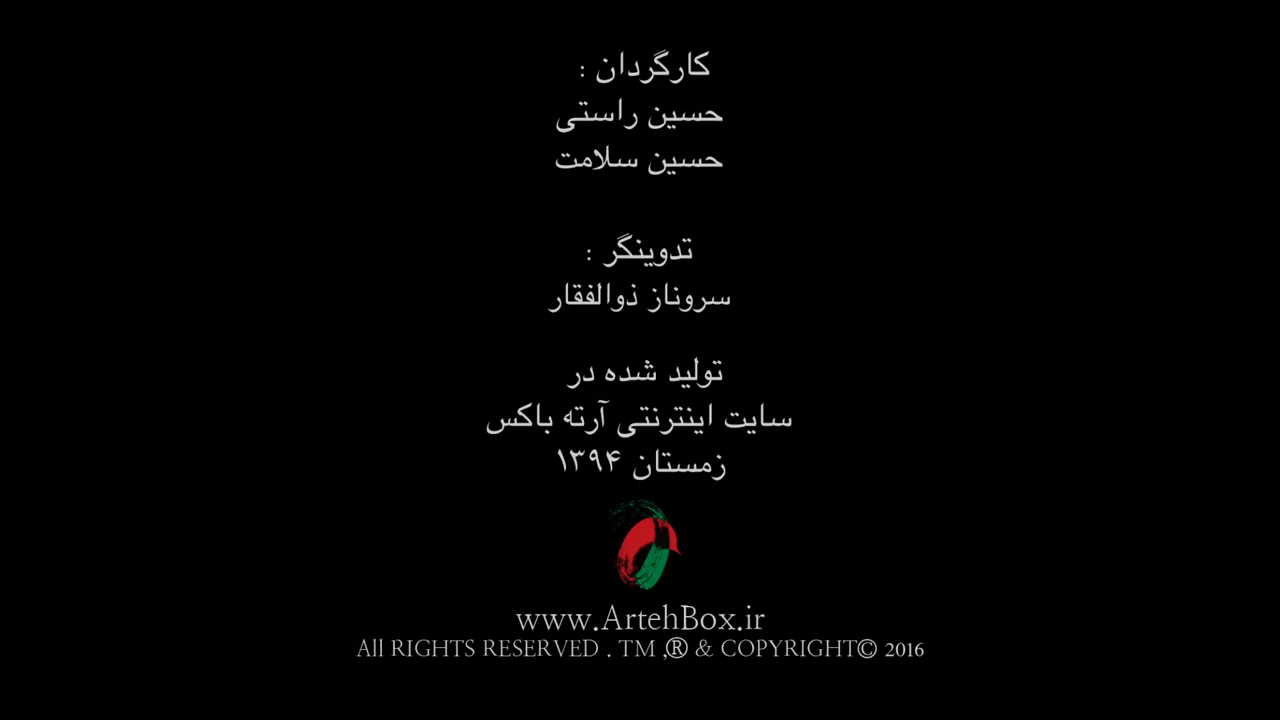 کارگردان :
حسین راستی
حسین سلامت
تدوینگر :
سروناز ذوالفقار
تولید شده در
سایت اینترنتی آرته باکس
زمستان ۱۳۹۴
www.ArtehBox.ir
All RIGHTS RESERVED . TM ,® & COPYRIGHT© 2016